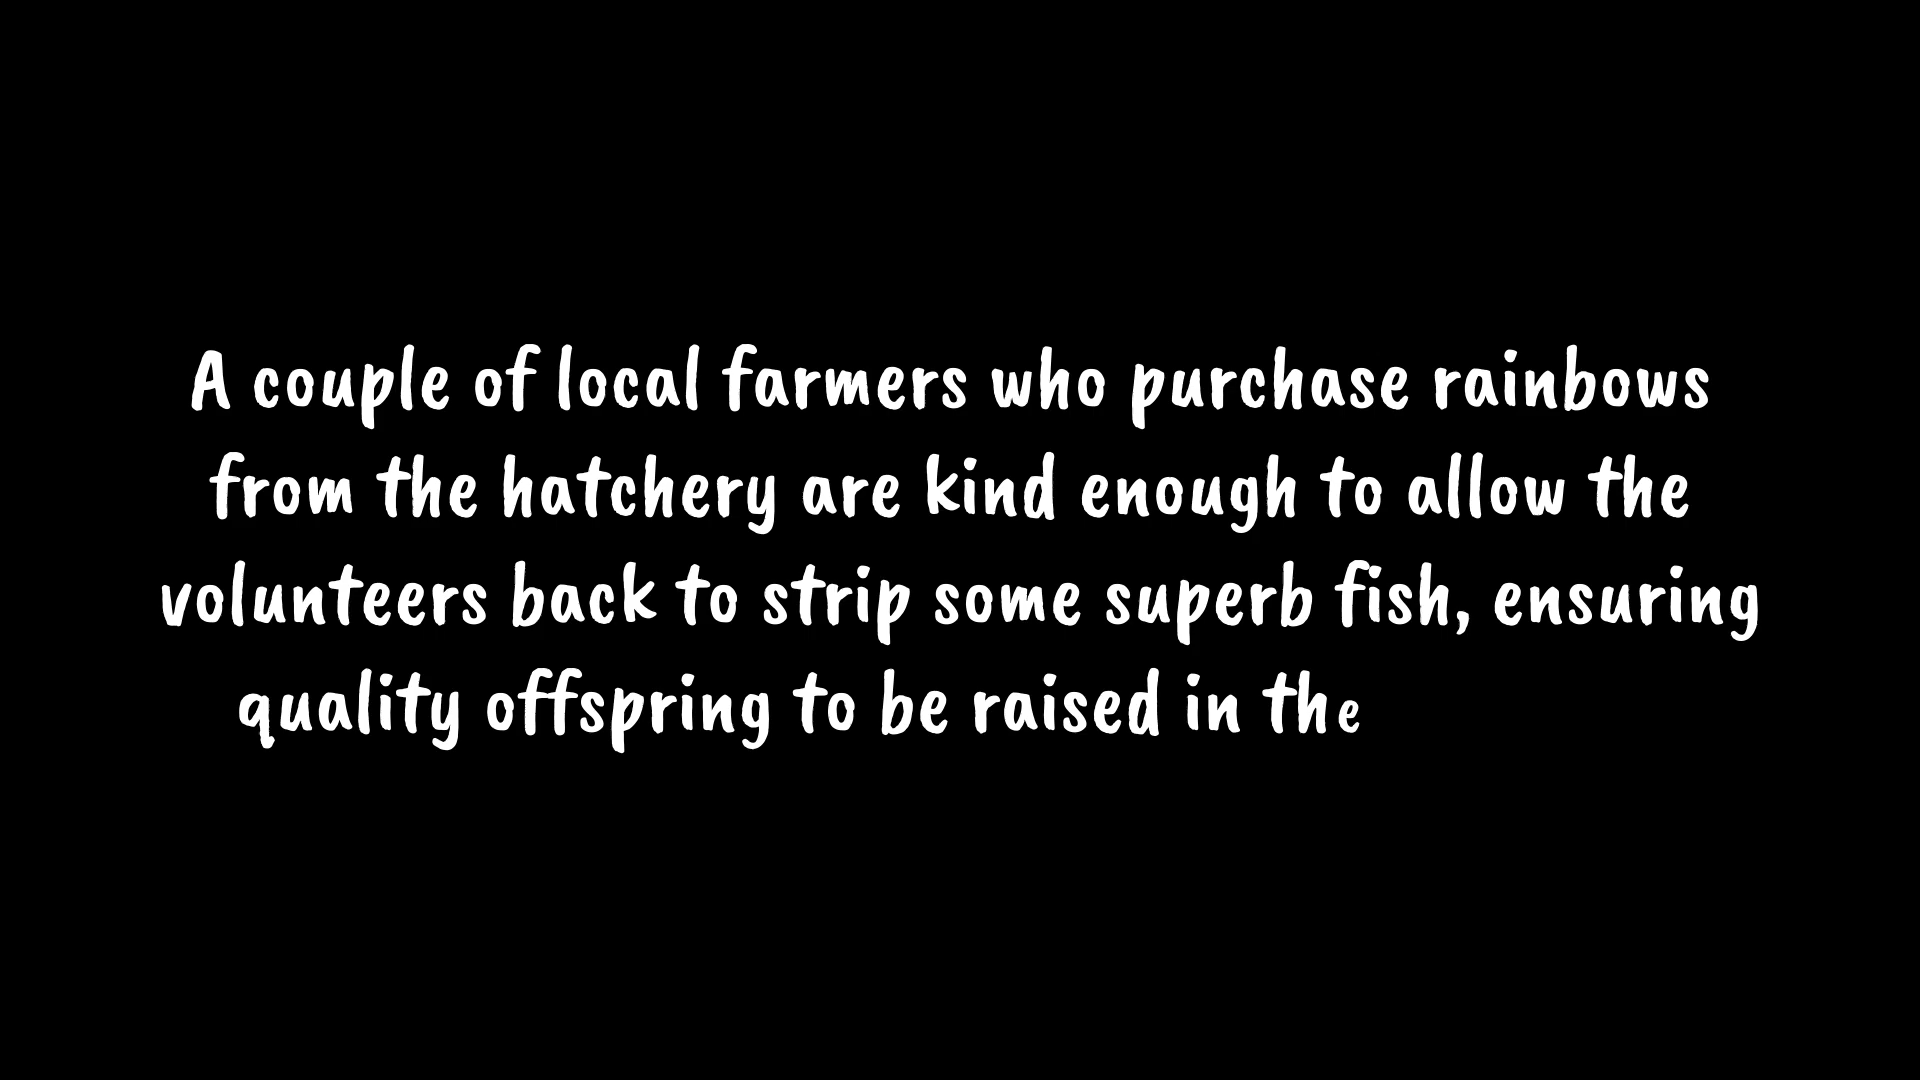 A couple of local farmers who purchase rainbows
from the hatchery are kind enough to allow the
volunteers back to strip some superb fish, ensuring
quality offspring to be raised in the